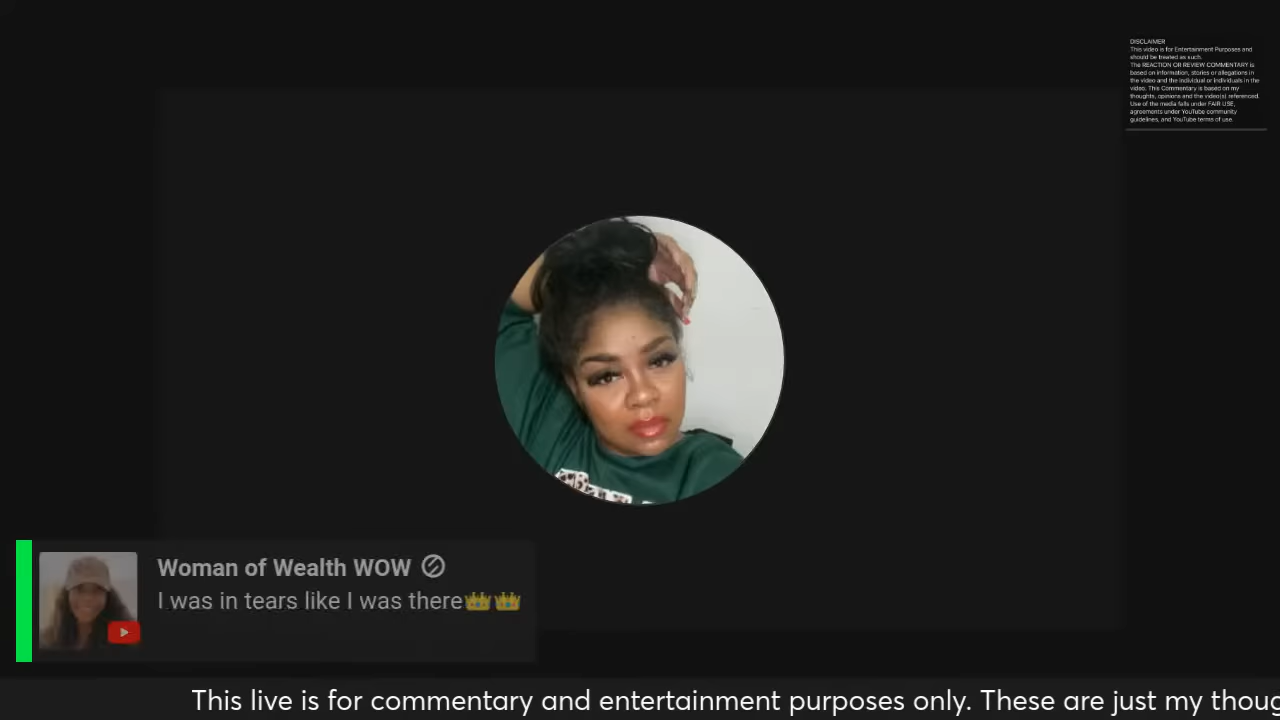 DISCLAIMER
This video is for Entertainment Purposes and
should be treated as such.
The REACTION OR REVIEW COMMENTARY is
based on information, stories or allegations in
the video and the individual or individuals in the
video. This Commentary is based on my
thoughts, opinions and the video(s) referenced.
Use of the media falls under FAIR USE,
agreements under YouTube community
guidelines, and YouTube terms of use.
Woman of Wealth WOW
I was in tears like I was there👑👑
This live is for commentary and entertainment purposes only. These are just my thoug